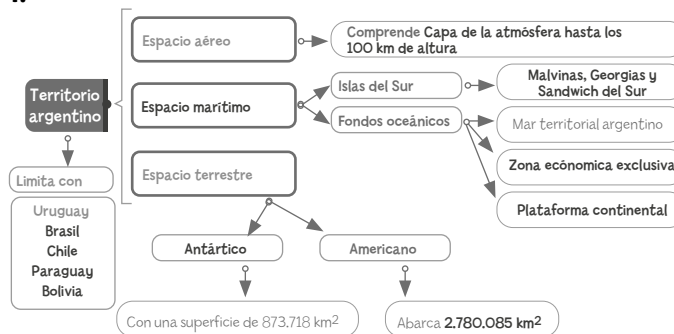 Espacio aéreo
Comprende Capa de la atmósfera hasta los
100 km de altura
Territorio
argentino
Espacio marítimo
Islas del Sur
Malvinas, Georgias y
Sandwich del Sur
Fondos oceánicos
Mar territorial argentino
Zona ecónomica exclusiva
Plataforma continental
Espacio terrestre
Limita con
Uruguay
Brasil
Chile
Paraguay
Bolivia
Antártico
Americano
Con una superficie de 873.718 km²
Abarca 2.780.085 km²